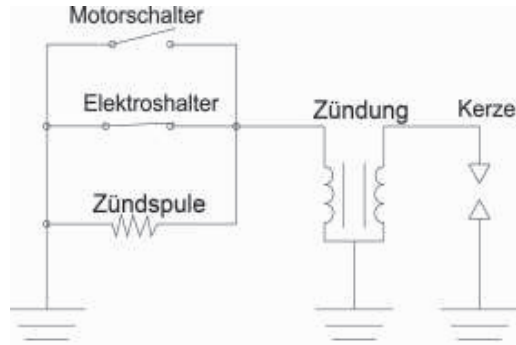 Motorschalter
Elektroshalter
Zündung
Kerze
Zündspule